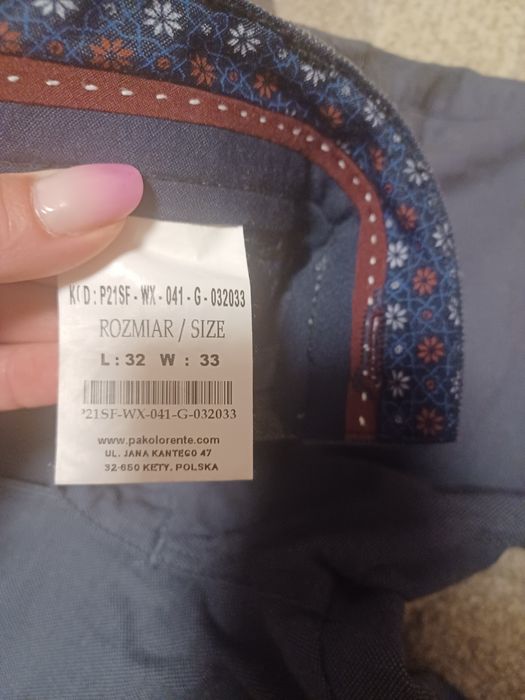 KOD: P21SF - WX - 041 - G - 032033
ROZMIAR / SIZE
L : 32 W : 33
P21SF-WX-041-G-032033
www.pakolorente.com
UL. JANA KANTEGO 47
32-650 KĘTY, POLSKA